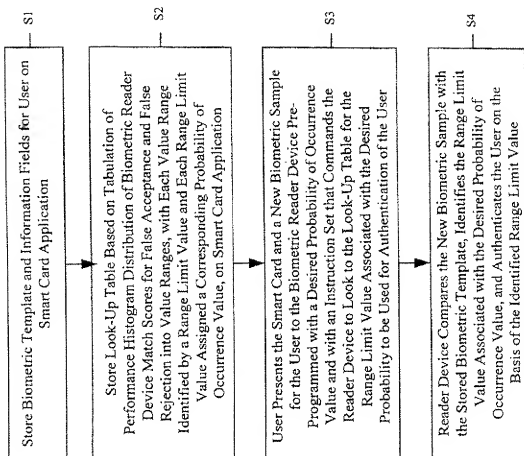 Store Biometric Template and Information Fields for User on
Smart Card Application
S1
Store Look-Up Table Based on Tabulation of
Performance Histogram Distribution of Biometric Reader
Device Match Scores for False Acceptance and False
Rejection into Value Ranges, with Each Value Range
Identified by a Range Limit Value and Each Range Limit
Value Assigned a Corresponding Probability of
Occurrence Value, on Smart Card Application
S2
User Presents the Smart Card and a New Biometric Sample
for the User to the Biometric Reader Device Pre-
Programmed with a Desired Probability of Occurrence
Value and with an Instruction Set that Commands the
Reader Device to Look to the Look-Up Table for the
Range Limit Value Associated with the Desired
Probability to be Used for Authentication of the User
S3
Reader Device Compares the New Biometric Sample with
the Stored Biometric Template, Identifies the Range Limit
Value Associated with the Desired Probability of
Occurrence Value, and Authenticates the User on the
Basis of the Identified Range Limit Value
S4